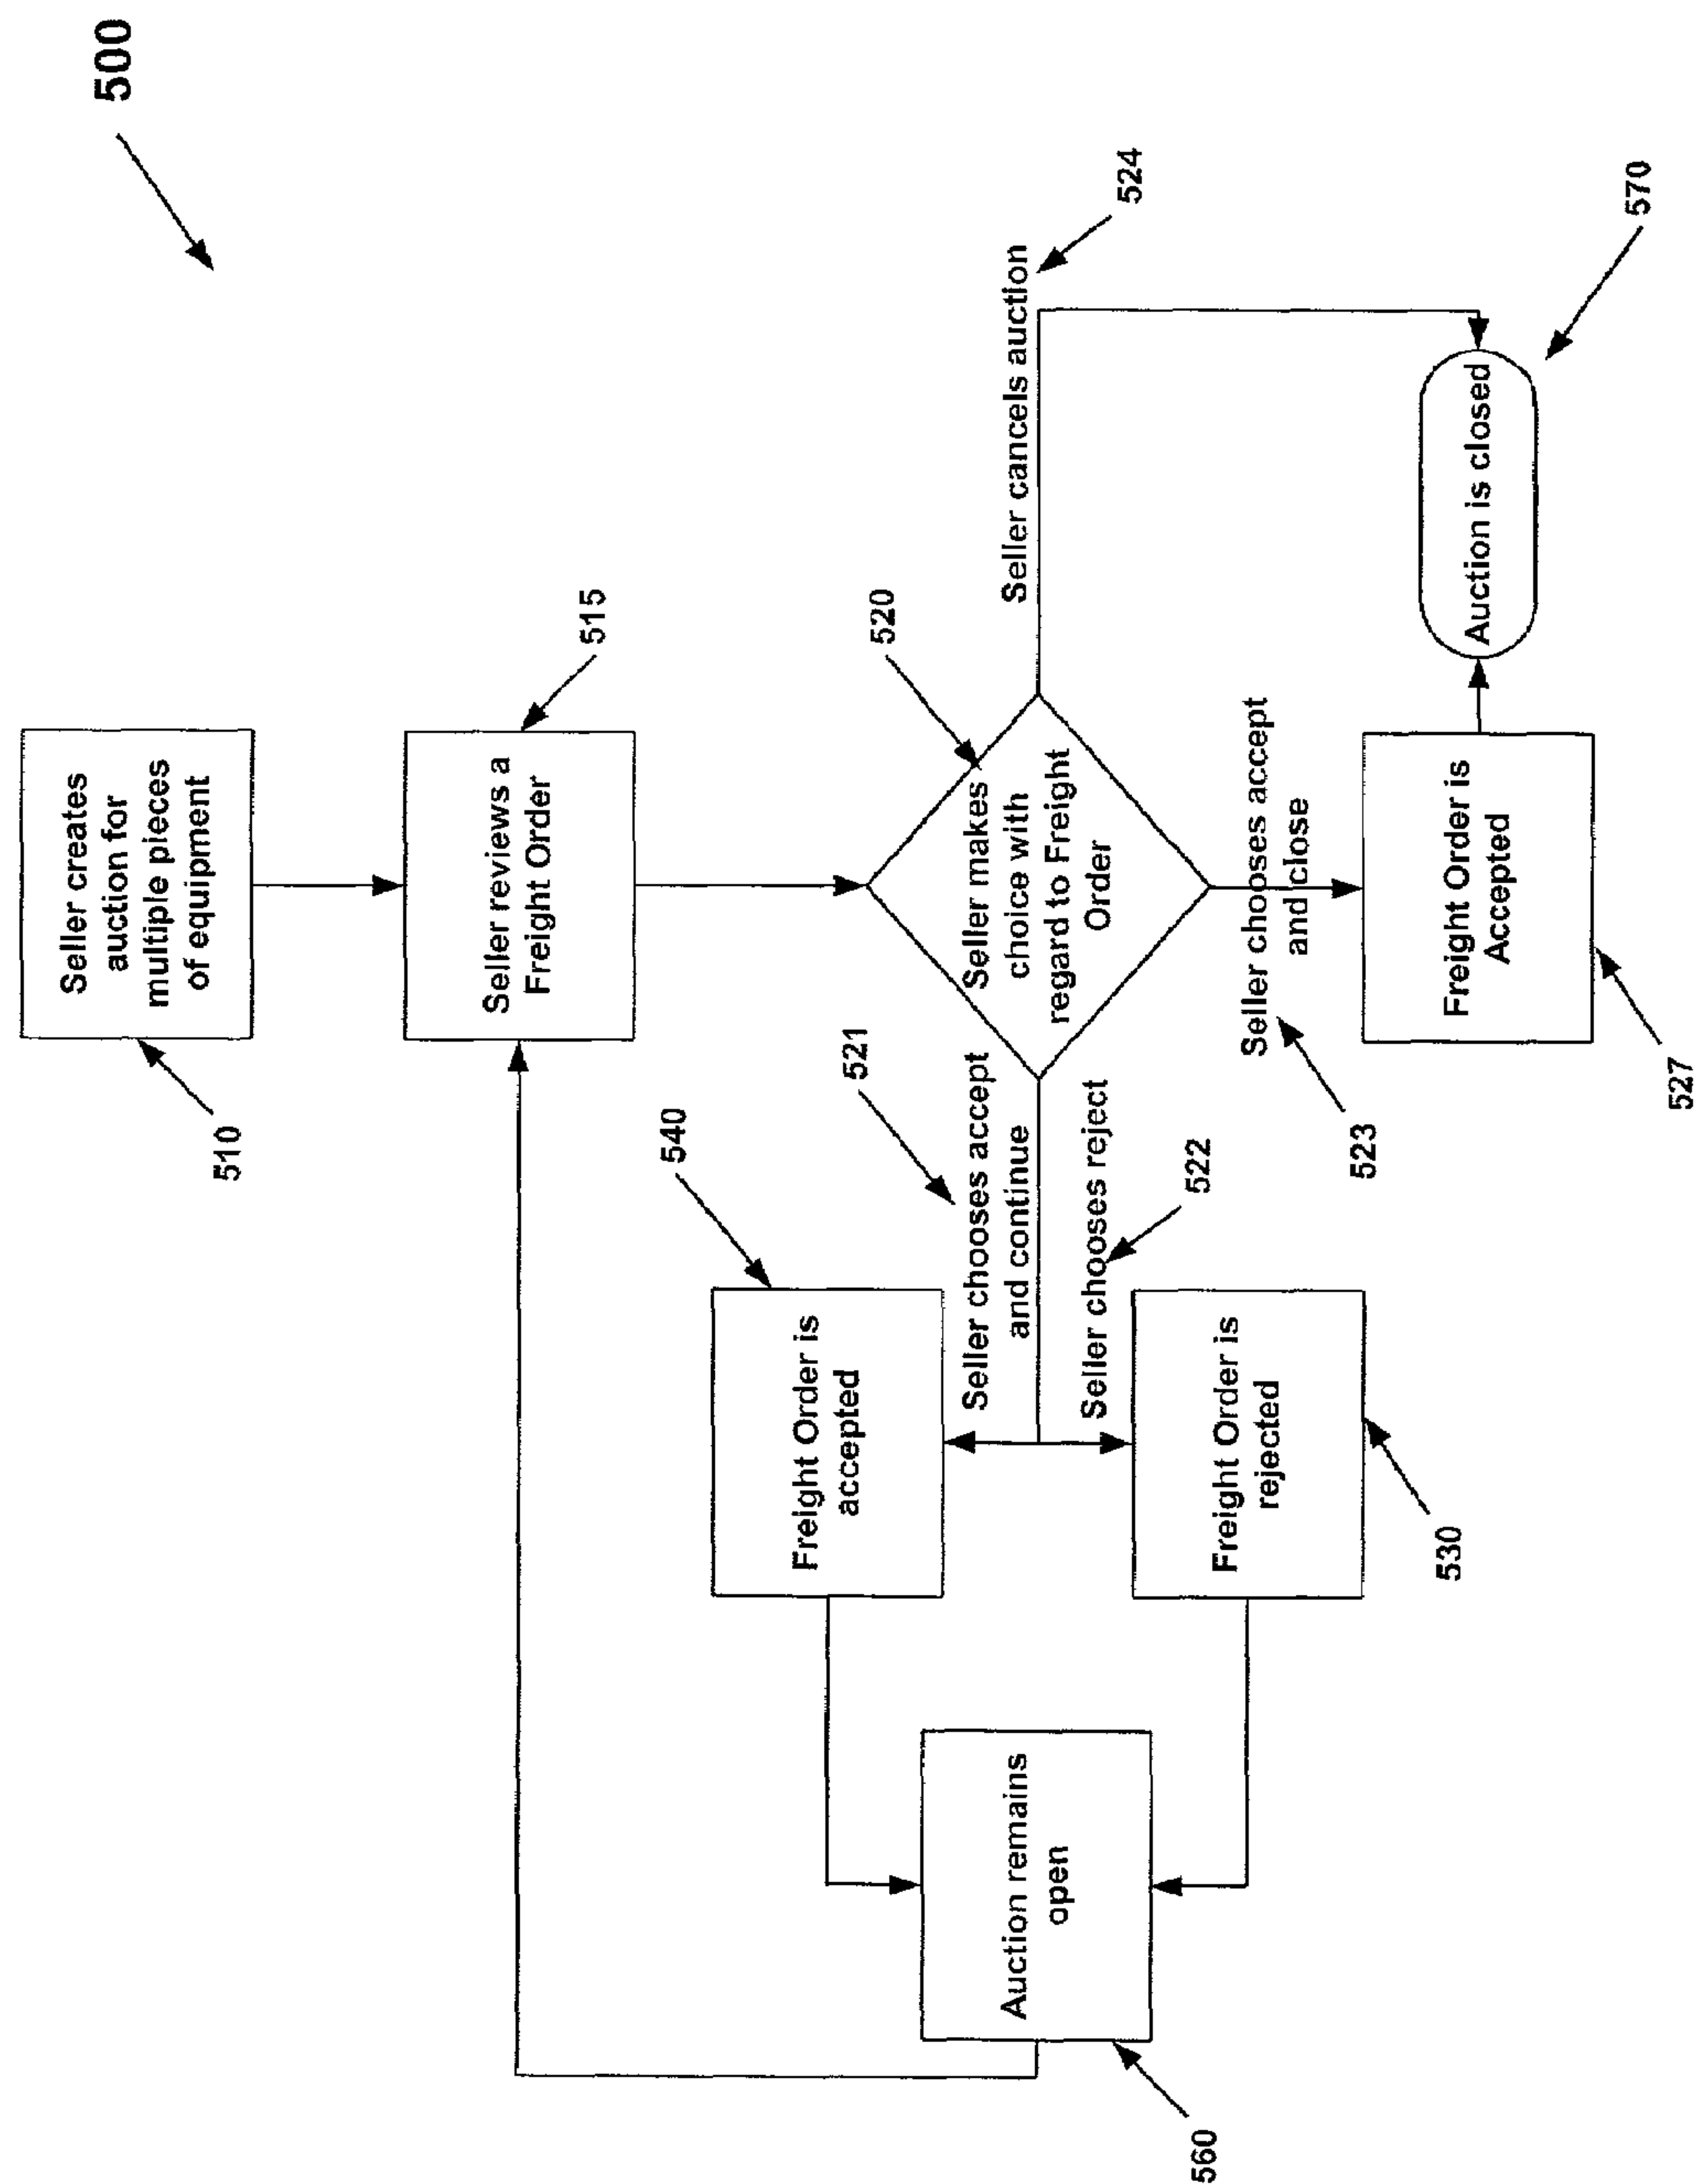 500
Seller creates
auction for
multiple pieces
of equipment
510
Seller reviews a
Freight Order
515
Seller makes
choice with
regard to Freight
Order
520
Seller chooses accept
and continue
521
Seller chooses reject
522
Seller chooses accept
and close
523
Seller cancels auction
524
Freight Order is
accepted
540
Freight Order is
rejected
530
Auction remains
open
560
Freight Order is
Accepted
527
Auction is closed
570